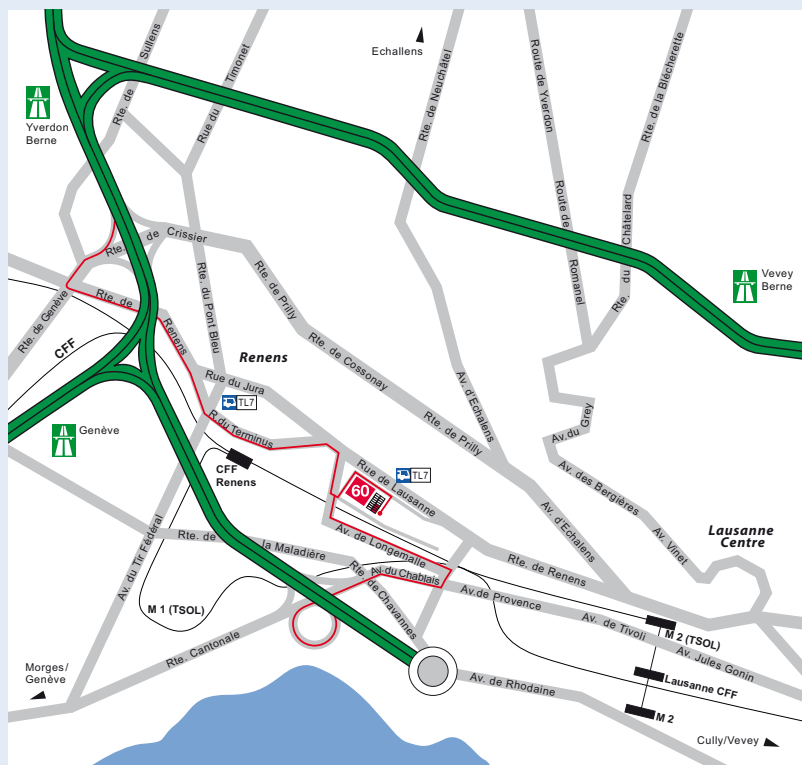 Echallens
Rte. de Sullens
Rue du Timonet
Rte. de Neuchâtel
Route de Yverdon
Rte. de la Blécherette
Yverdon
Berne
Rte. de Crissier
Route de Romanel
Rte. du Châtelard
Vevey
Berne
Rte. de Genève
Rte. de Renens
Rte. du Pont Bleu
Rte. de Prilly
CFF
Renens
Rte. de Cossonay
Rue du Jura
TL7
Av. d'Echalens
Rte. de Prilly
Av.du Grey
Genève
R.du Terminus
CFF
Renens
Rue de Lausanne
TL7
60
Av. des Bergières
Av. d'Echalens
Av. Vinet
Lausanne
Centre
Av. du Tir Fédéral
Rte. de la Maladière
Av. de Longemalle
Rte. de Renens
Av.du Chablais
Rte. de Chavannes
Av.de Provence
M 1 (TSOL)
Av. de Tivoli
M 2 (TSOL)
Av. Jules Gonin
Rte. Cantonale
Morges/
Genève
Av. de Rhodaine
Lausanne CFF
M 2
Cully/Vevey